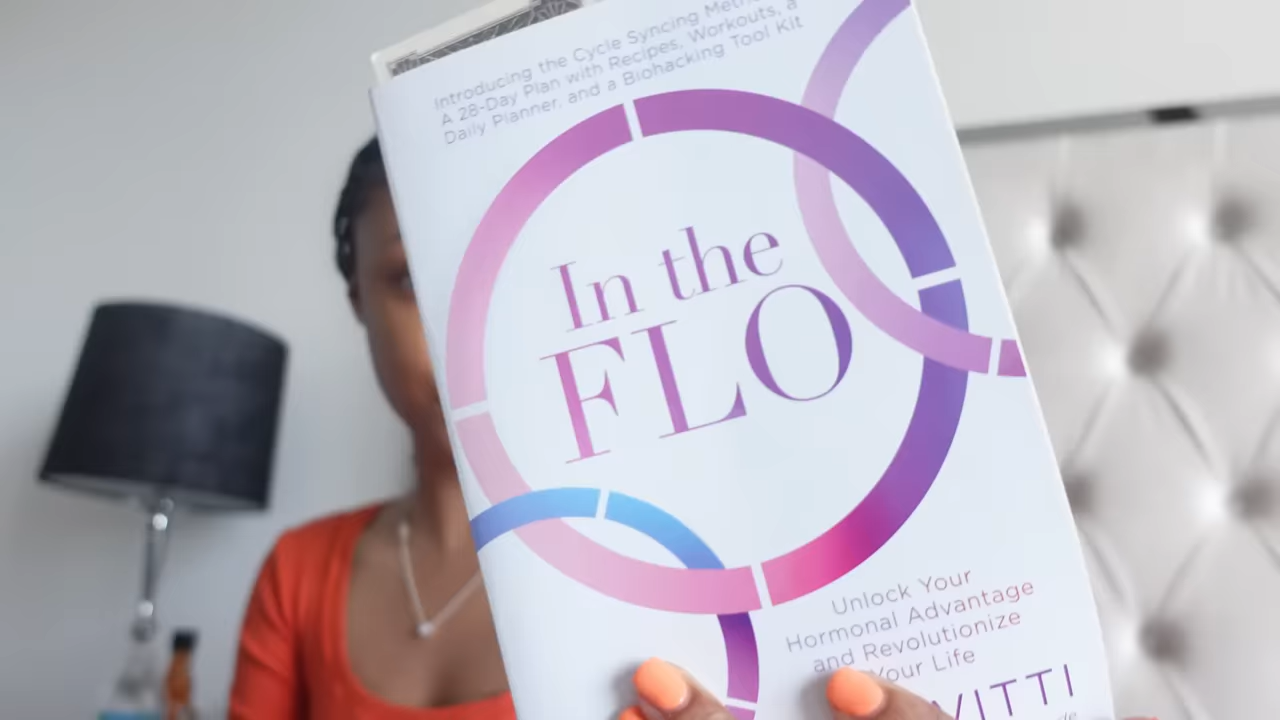 Introducing the Cycle Syncing
A 28-Day Plan with Recipes, Workouts, a
Daily Planner, and a Biohacking Tool Kit
In the
FLO
Unlock Your
Hormonal Advantage
and Revolutionize
Your Life
VITTI